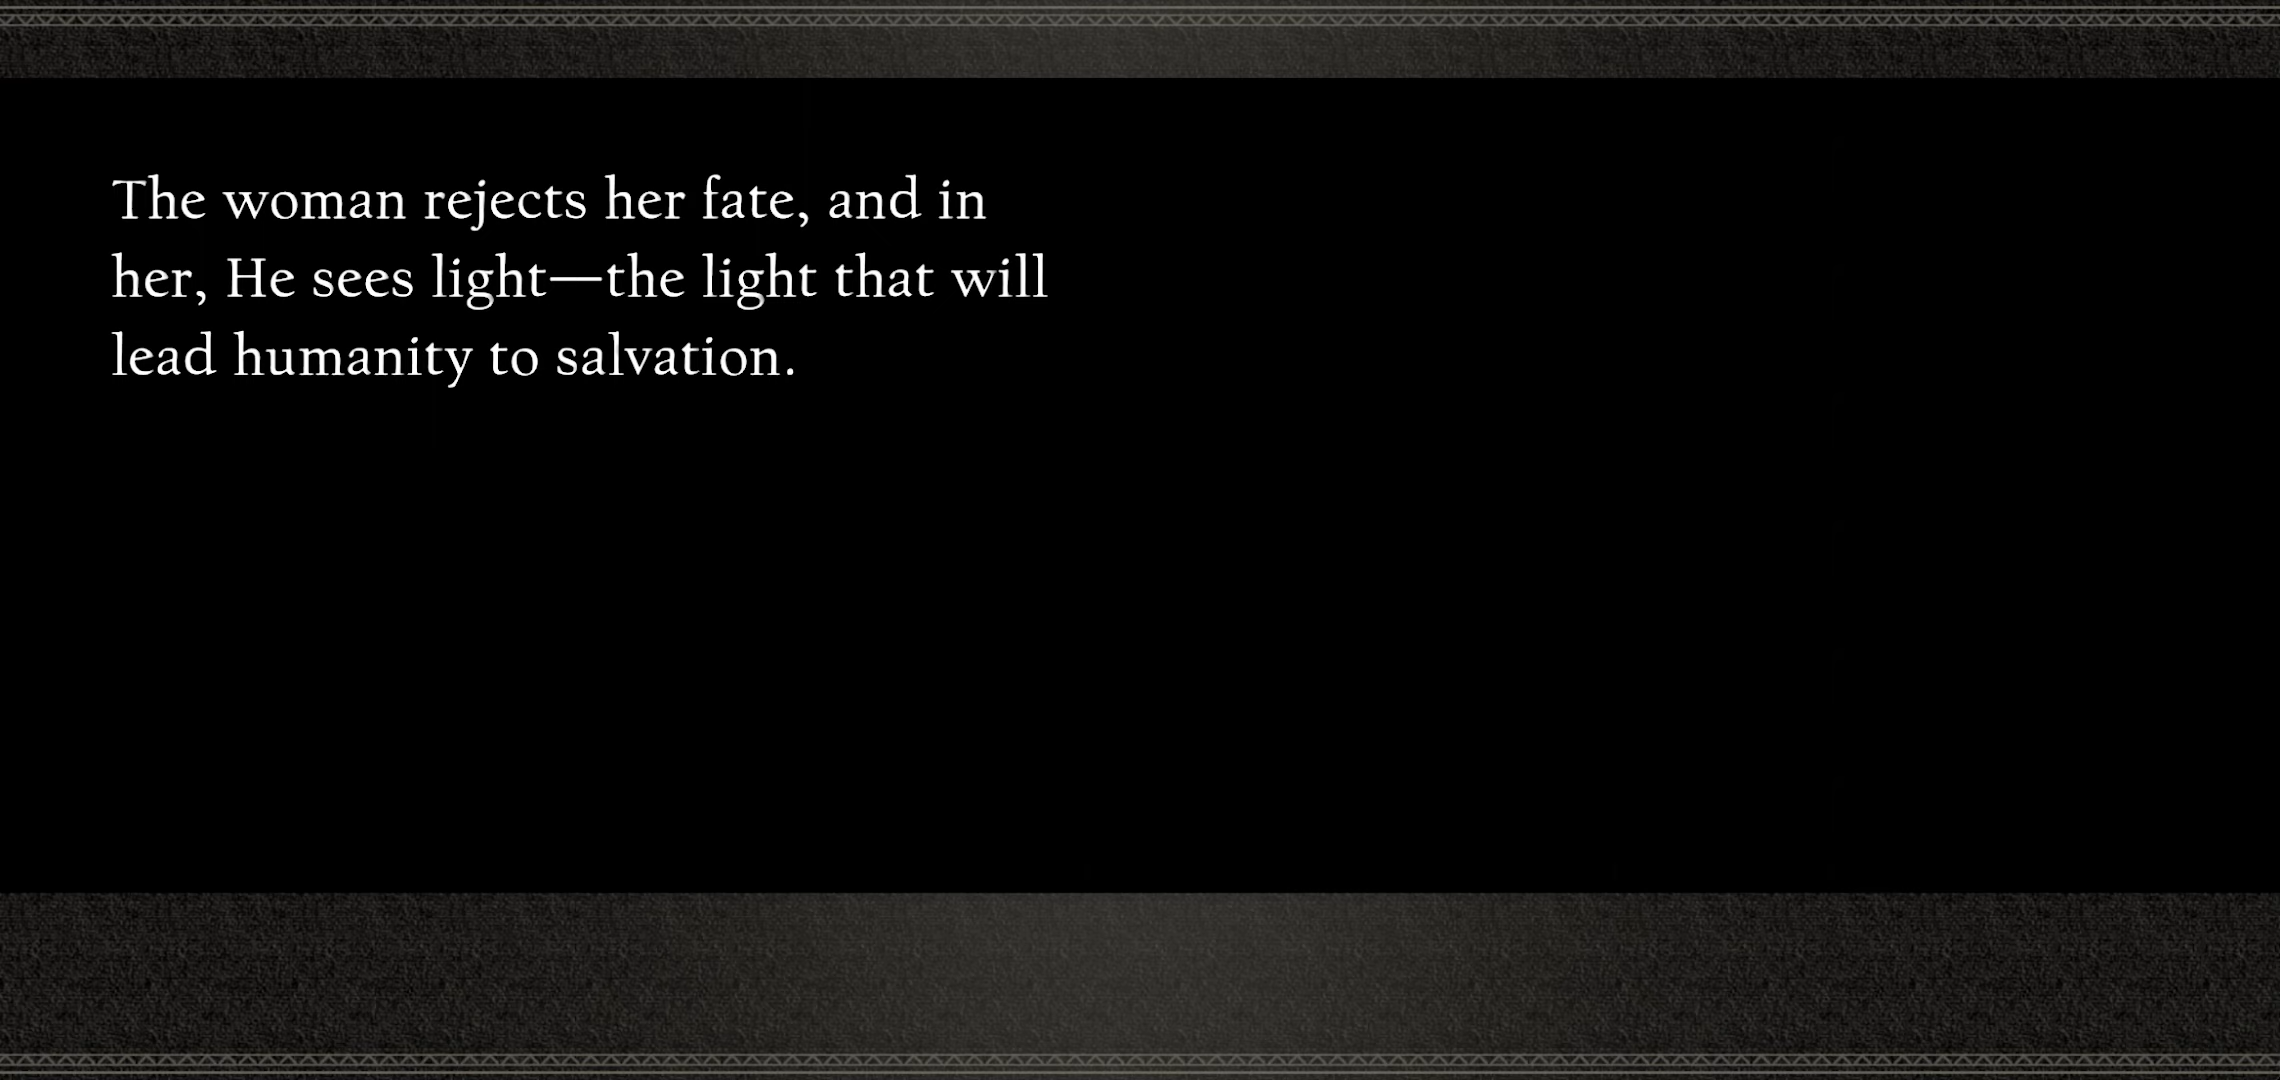 The woman rejects her fate, and in
her, He sees light—the light that will
lead humanity to salvation.